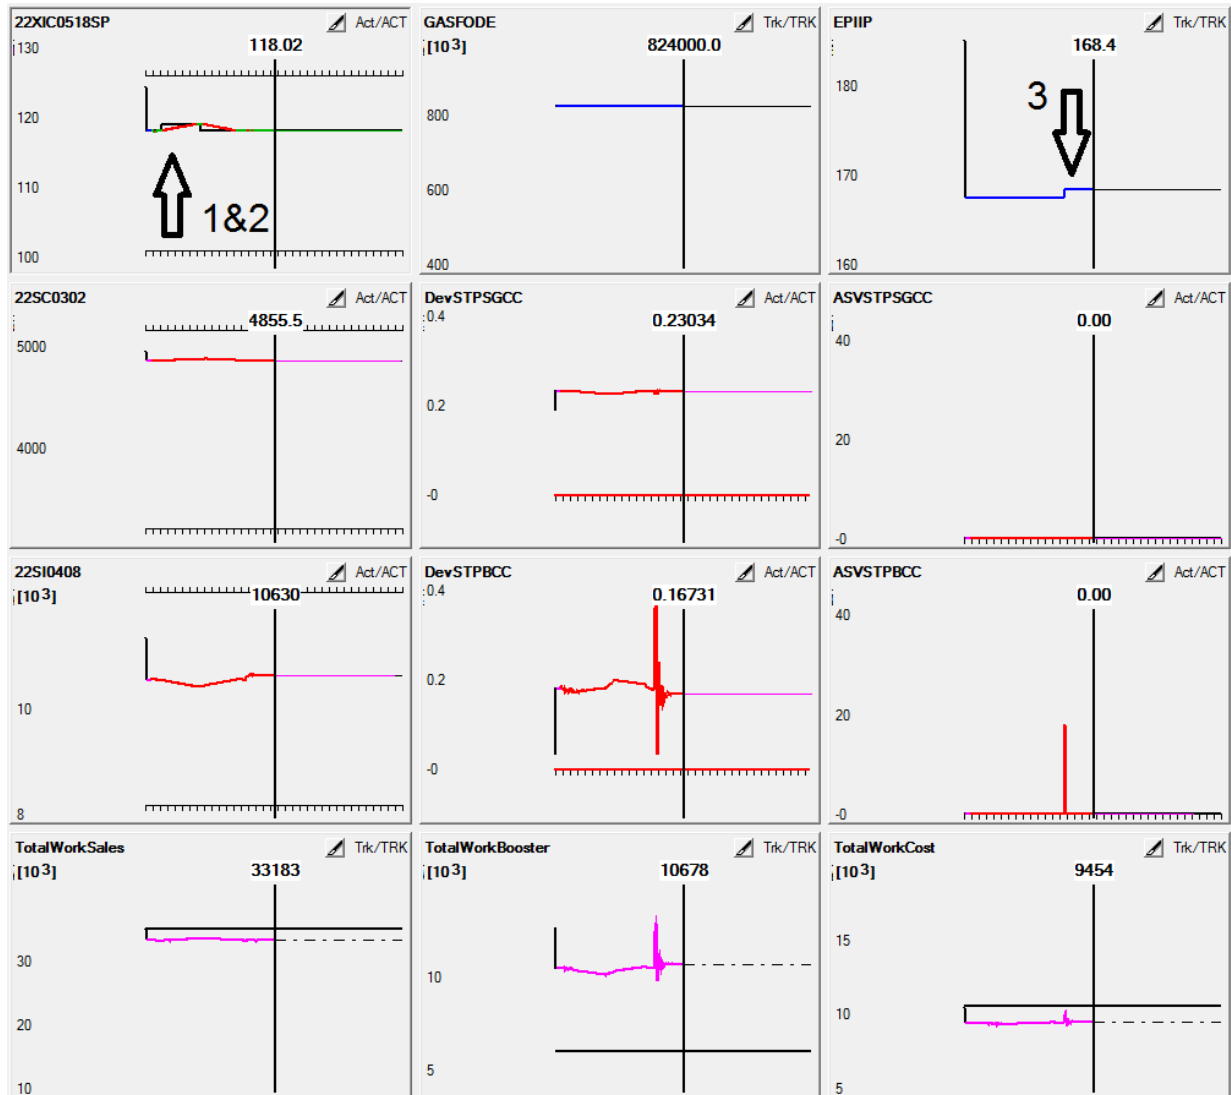 22XIC0518SP Act/ACT
130 118.02
120
110
1&2
100
GASFODE Trk/TRK
[10 3] 824000.0
800
600
400
EPIIP Trk/TRK
168.4
180
3
170
160
22SC0302 Act/ACT
4855.5
5000
4000
DevSTPSGCC Act/ACT
0.4 0.23034
0.2
-0
ASVSTPSGCC Act/ACT
0.00
40
20
-0
22SI0408 Act/ACT
[10 3] 10630
10
8
DevSTPBCC Act/ACT
0.4 0.16731
0.2
-0
ASVSTPBCC Act/ACT
0.00
40
20
-0
TotalWorkSales Trk/TRK
[10 3] 33183
30
20
10
TotalWorkBooster Trk/TRK
[10 3] 10678
10
5
TotalWorkCost Trk/TRK
[10 3] 9454
15
10
5